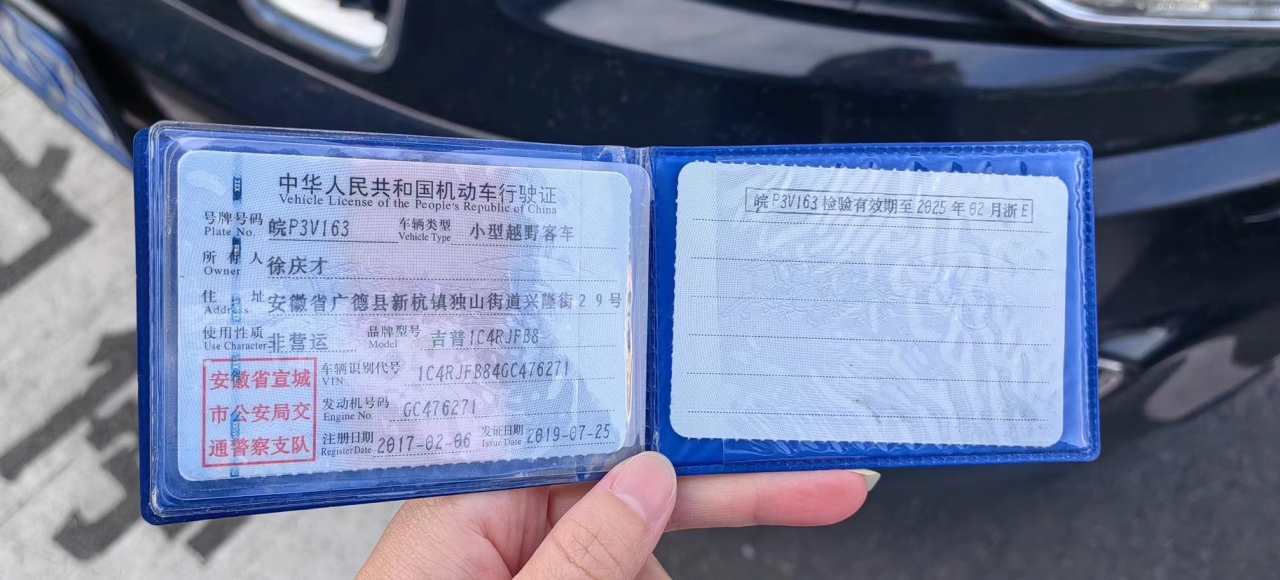 中华人民共和国机动车行驶证
Vehicle License of the People's Republic of China
号牌号码 皖P3V163 车辆类型 小型越野客车
Plate No. Vehicle Type
所有人 徐庆才
Owner
住址 安徽省广德县新杭镇独山街道兴隆街29号
Address
使用性质 非营运 品牌型号 吉普1C4RJFB8
Use Character Model
安徽省宣城
市公安局交
通警察支队
车辆识别代号 1C4RJFB84GC476271
VIN
发动机号码 GC476271
Engine No.
注册日期 2017-02-06 发证日期 2019-07-25
Register Date Issue Date
皖P3V163检验有效期至2025年02月浙E